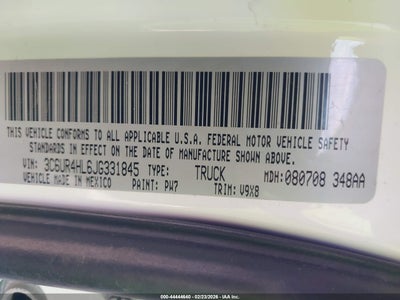 THIS VEHICLE CONFORMS TO ALL APPLICABLE U.S.A. FEDERAL MOTOR VEHICLE SAFETY
STANDARDS IN EFFECT ON THE DATE OF MANUFACTURE SHOWN ABOVE
VIN: 3C6UR4HL6JG331845 TYPE: TRUCK MDH: 080708 348AA
VEHICLE MADE IN MEXICO PAINT: PW7 TRIM: V9X8
000-44444640 - 02/23/2026 - IAA Inc.